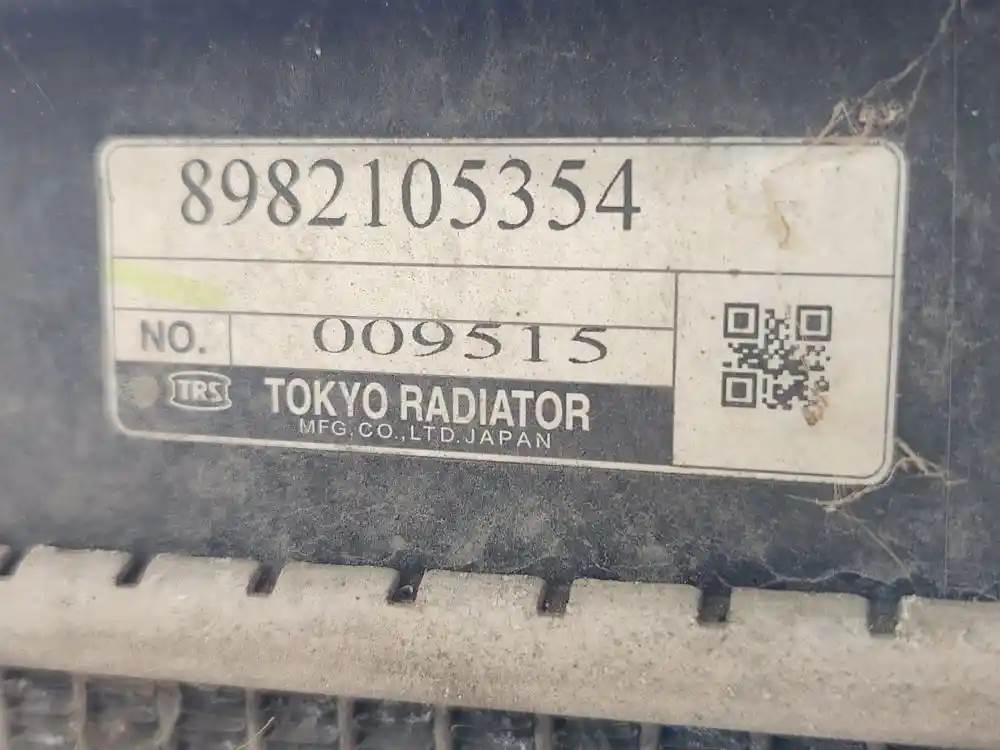 8982105354
NO. 009515
TRS TOKYO RADIATOR
MFG.CO.,LTD.JAPAN